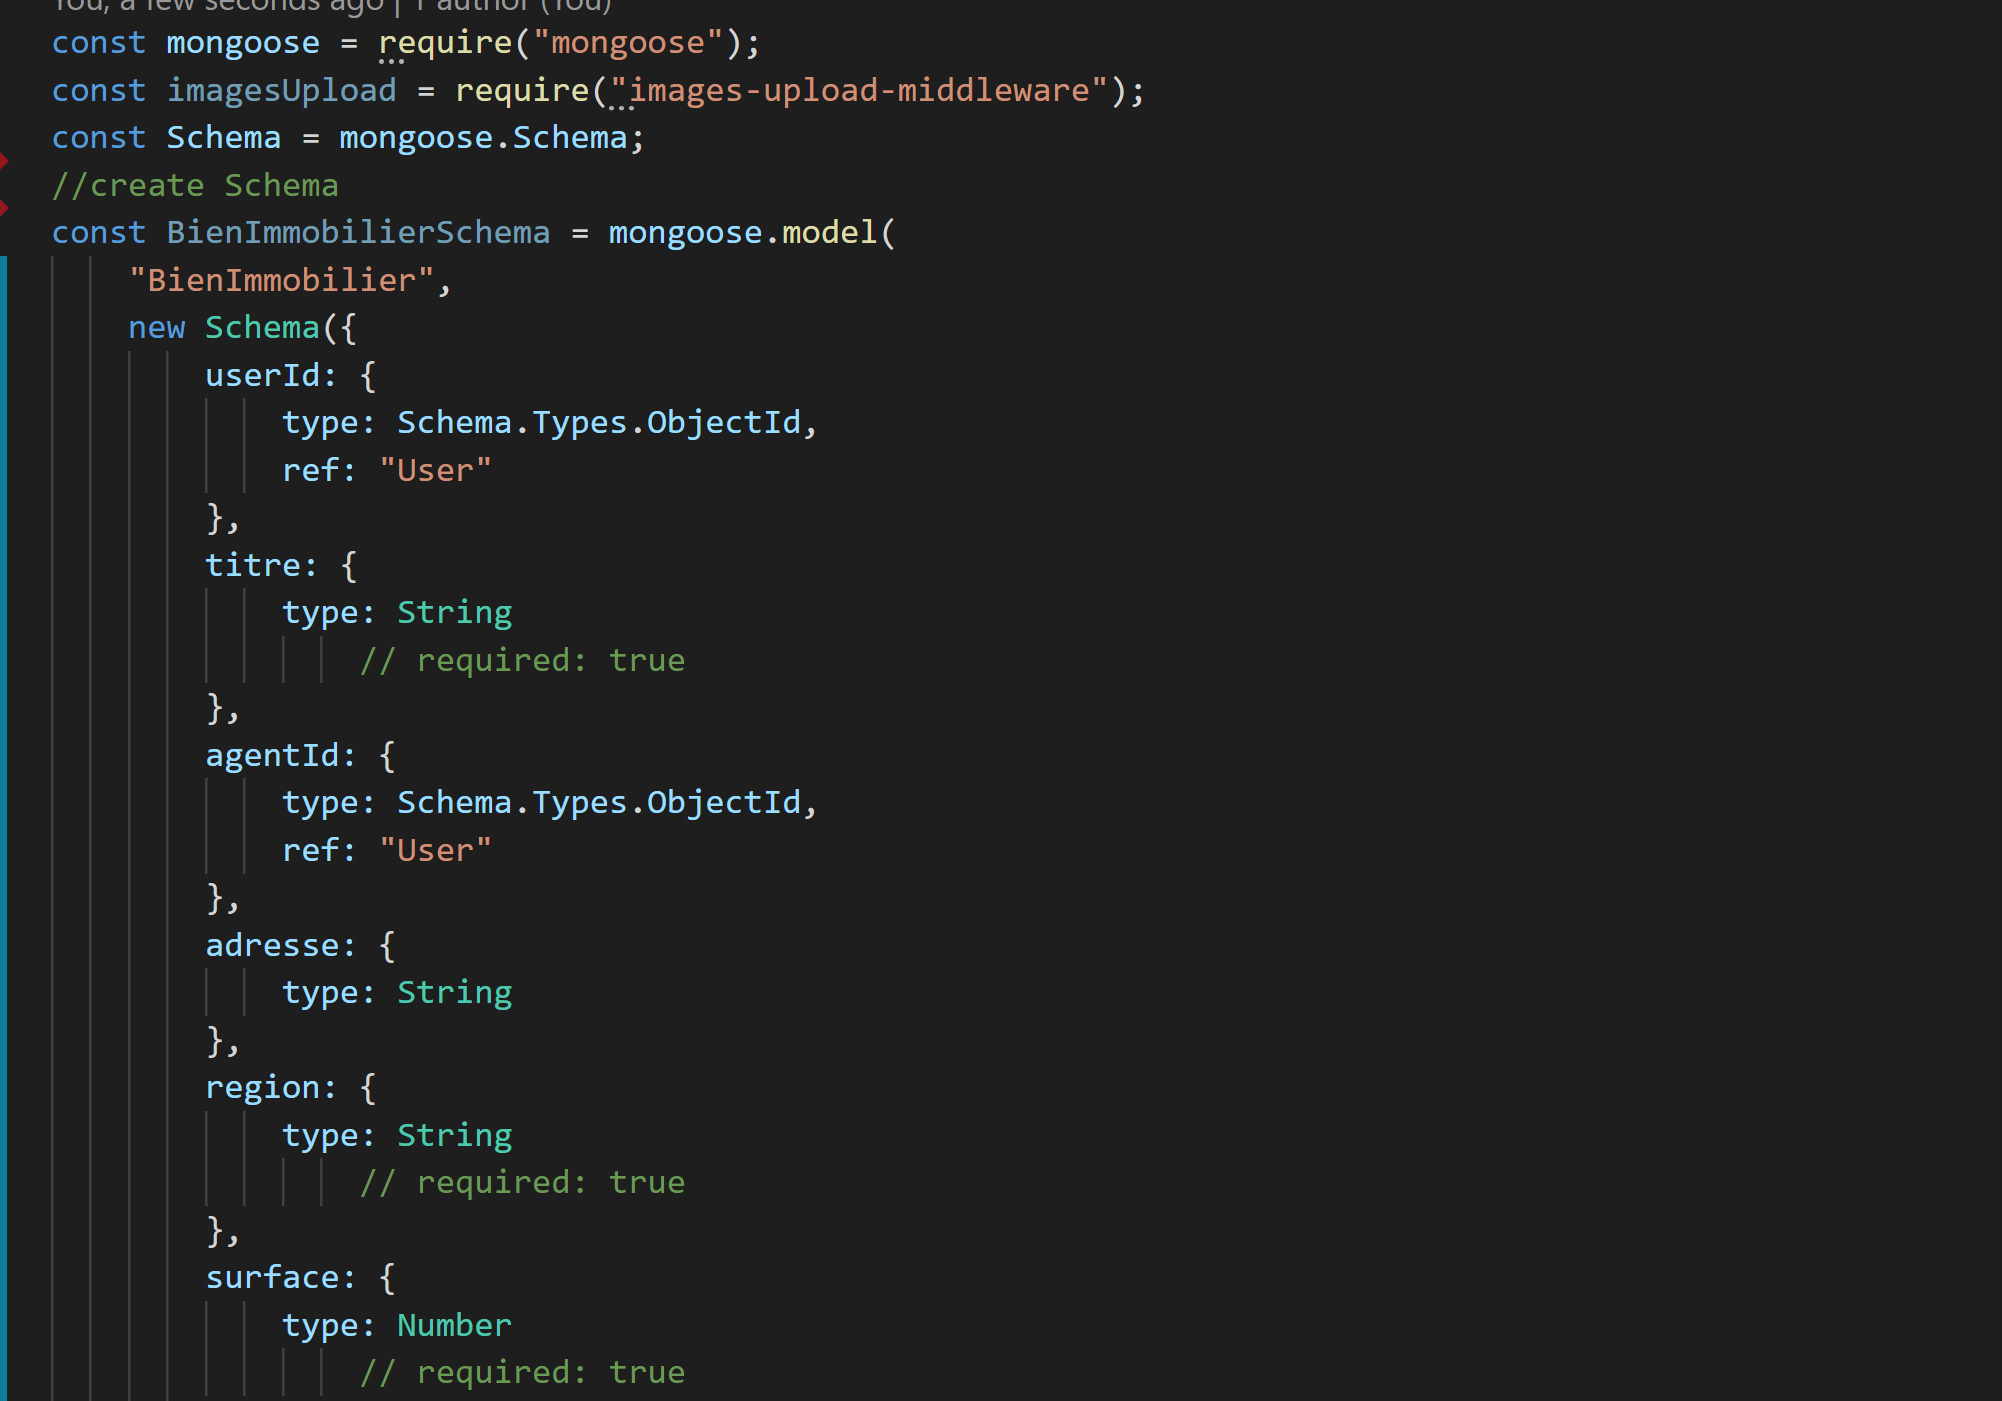 You, a few seconds ago | 1 author (You)
const mongoose = require("mongoose");
const imagesUpload = require("images-upload-middleware");
const Schema = mongoose.Schema;
//create Schema
const BienImmobilierSchema = mongoose.model(
    "BienImmobilier",
    new Schema({
        userId: {
            type: Schema.Types.ObjectId,
            ref: "User"
        },
        titre: {
            type: String
                // required: true
        },
        agentId: {
            type: Schema.Types.ObjectId,
            ref: "User"
        },
        adresse: {
            type: String
        },
        region: {
            type: String
                // required: true
        },
        surface: {
            type: Number
                // required: true